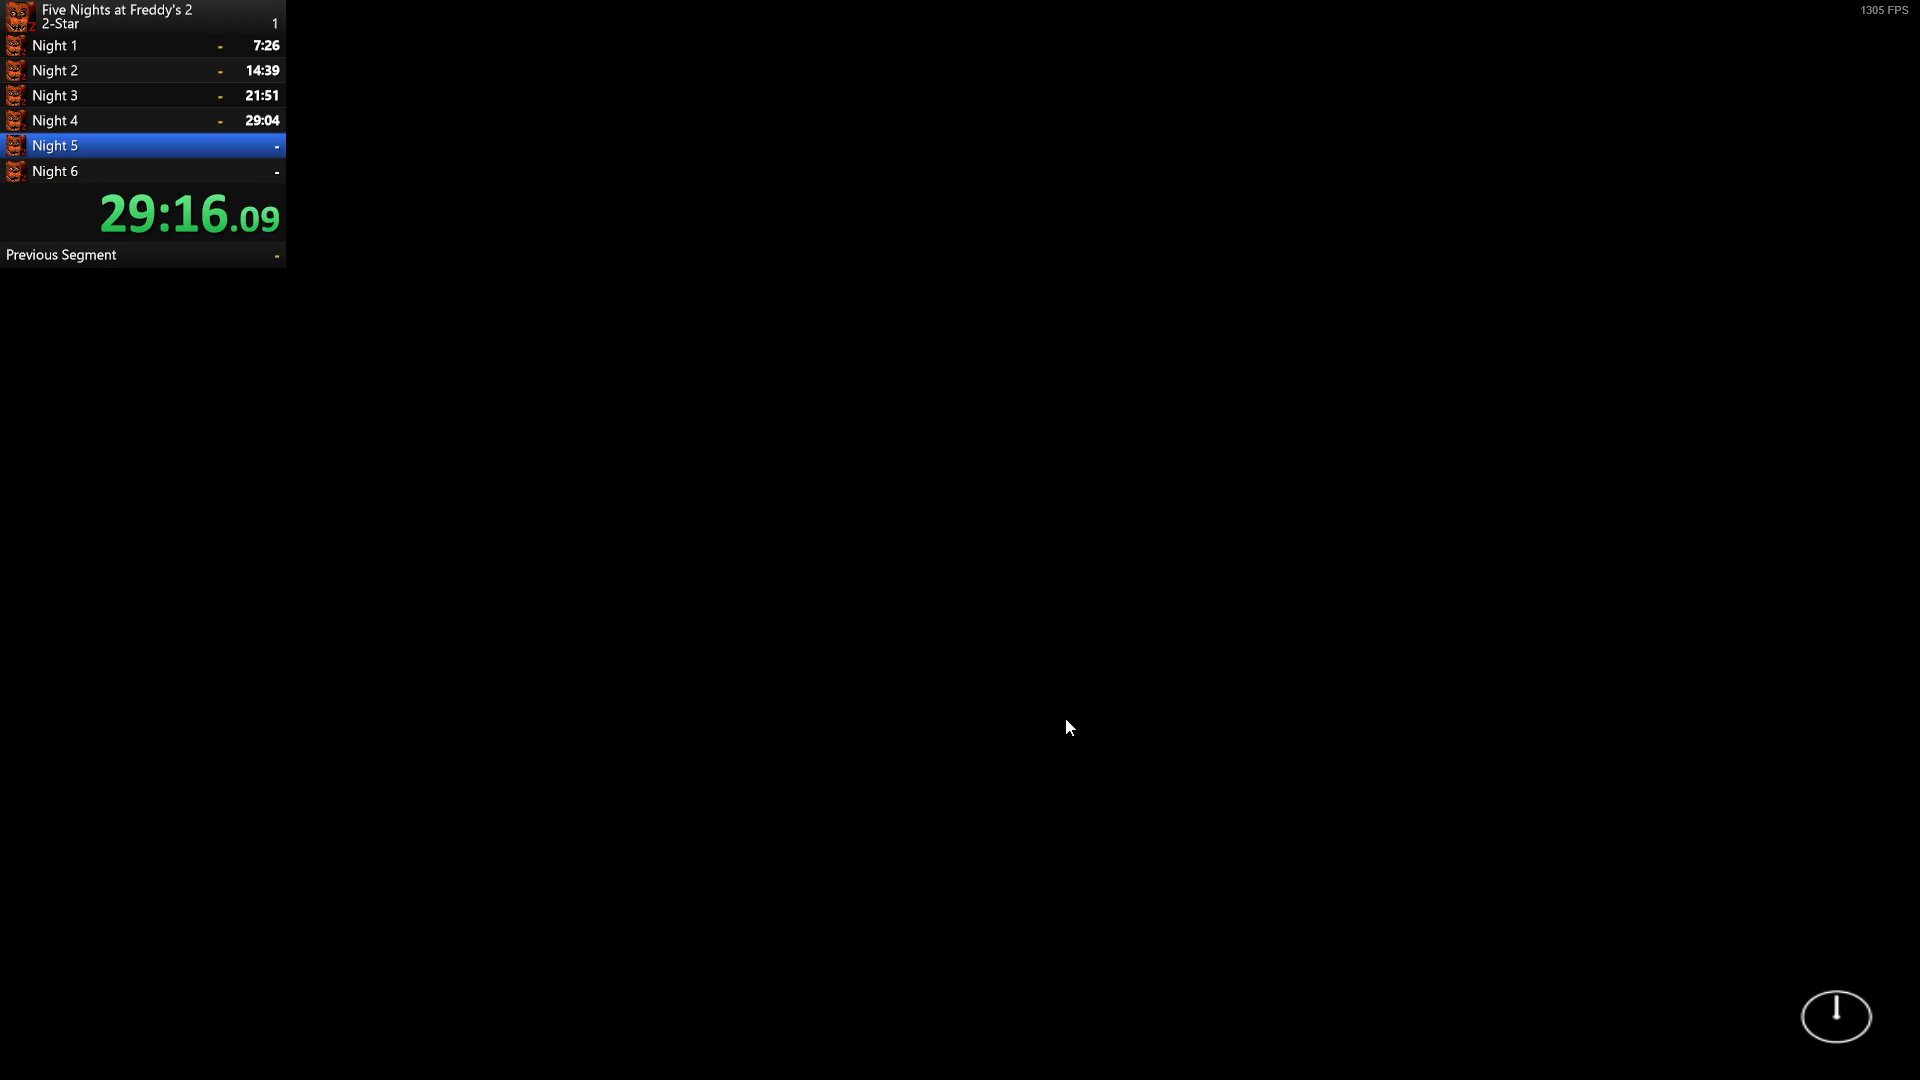 Five Nights at Freddy's 2
2-Star 1
1305 FPS
Night 1 - 7:26
Night 2 - 14:39
Night 3 - 21:51
Night 4 - 29:04
Night 5 -
Night 6 -
29:16.09
Previous Segment -